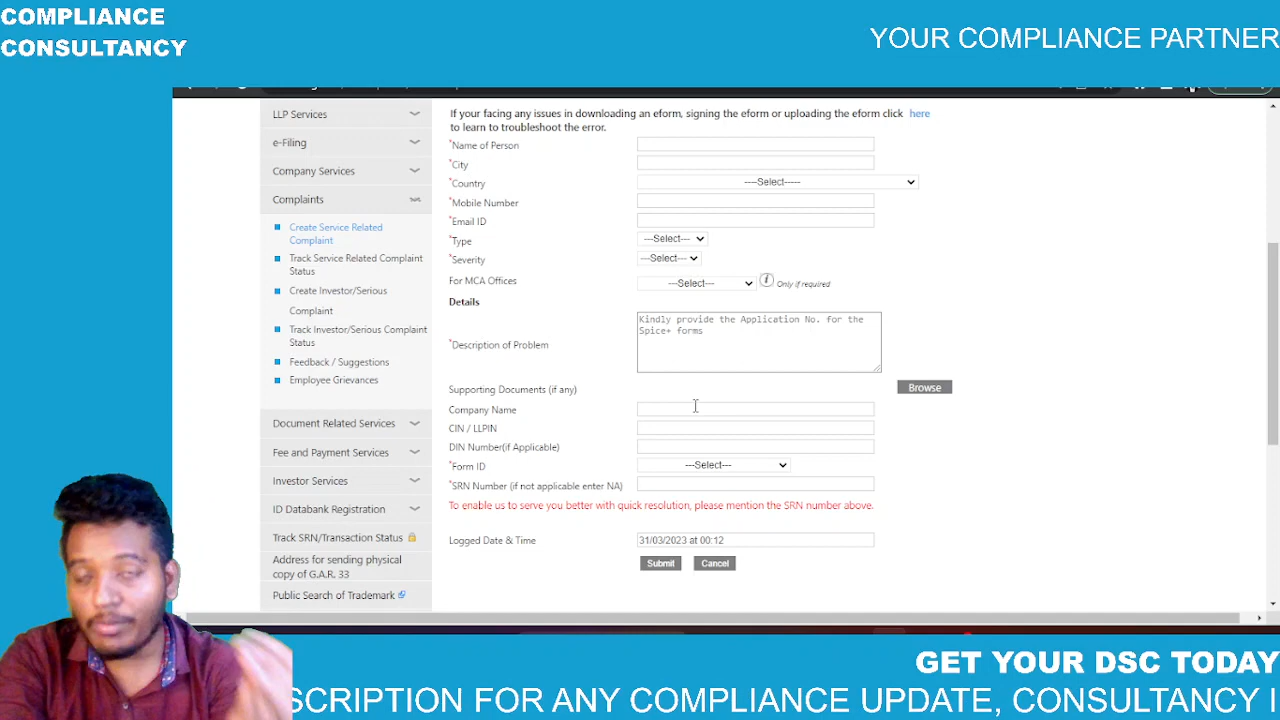 COMPLIANCE
CONSULTANCY
YOUR COMPLIANCE PARTNER
LLP Services
e-Filing
Company Services
Complaints
Create Service Related
Complaint
Track Service Related Complaint
Status
Create Investor/Serious
Complaint
Track Investor/Serious Complaint
Status
Feedback / Suggestions
Employee Grievances
Document Related Services
Fee and Payment Services
Investor Services
ID Databank Registration
Track SRN/Transaction Status
Address for sending physical
copy of G.A.R. 33
Public Search of Trademark
If your facing any issues in downloading an eform, signing the eform or uploading the eform click here
to learn to troubleshoot the error.
*Name of Person
*City
*Country ----Select-----
*Mobile Number
*Email ID
*Type ---Select---
*Severity ---Select---
For MCA Offices ---Select--- i Only if required
Details
*Description of Problem
Kindly provide the Application No. for the
Spice+ forms
Supporting Documents (if any) Browse
Company Name
CIN / LLPIN
DIN Number(if Applicable)
*Form ID ---Select---
*SRN Number (if not applicable enter NA)
To enable us to serve you better with quick resolution, please mention the SRN number above.
Logged Date & Time 31/03/2023 at 00:12
Submit Cancel
GET YOUR DSC TODAY
SCRIPTION FOR ANY COMPLIANCE UPDATE, CONSULTANCY I